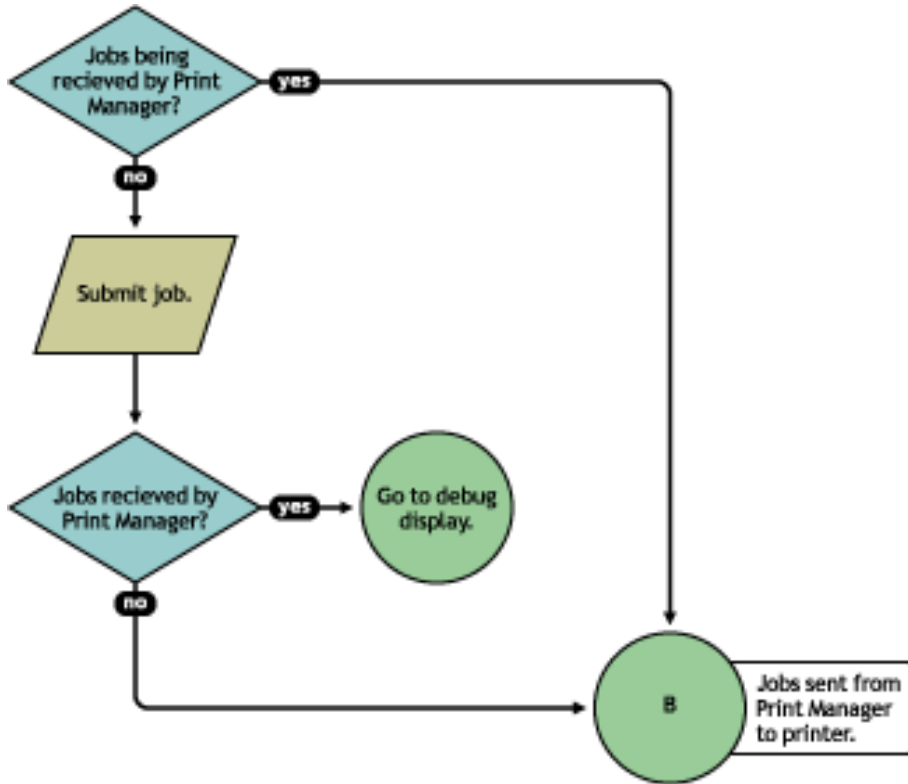 Jobs being
recieved by Print
Manager?
yes
no
Submit job.
Jobs recieved by
Print Manager?
yes
Go to debug
display.
no
B
Jobs sent from
Print Manager
to printer.